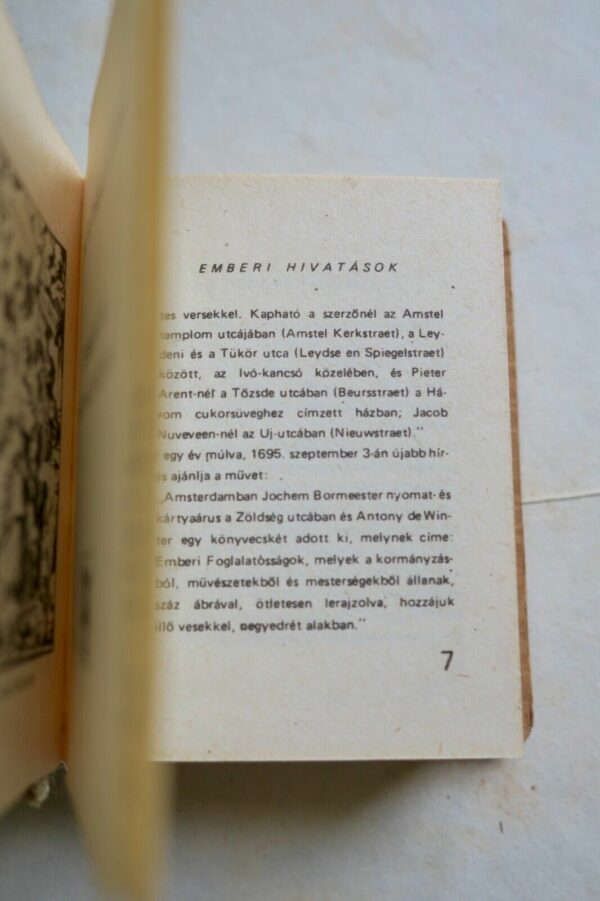 EMBERI HIVATÁSOK
tes versekkel. Kapható a szerzőnél az Amstel
templom utcájában (Amstel Kerkstraet), a Ley-
deni és a Tükör utca (Leydse en Spiegelstraet)
között, az Ivó-kancsó közelében, és Pieter
Arent-nél a Tőzsde utcában (Beursstraet) a Há-
rom cukorsüveghez címzett házban; Jacob
Nuveveen-nél az Uj-utcában (Nieuwstraet)."
egy év múlva, 1695. szeptember 3-án újabb hír-
és ajánlja a művet:
„Amsterdamban Jochem Bormeester nyomat-és
kártyaárus a Zöldség utcában és Antony de Win-
ter egy könyvecskét adott ki, melynek címe:
Emberi Foglalatósságok, melyek a kormányzás-
ból, művészetekből és mesterségekből állanak,
száz ábrával, ötletesen lerajzolva, hozzájuk
illő vesekkel, negyedrét alakban."
7